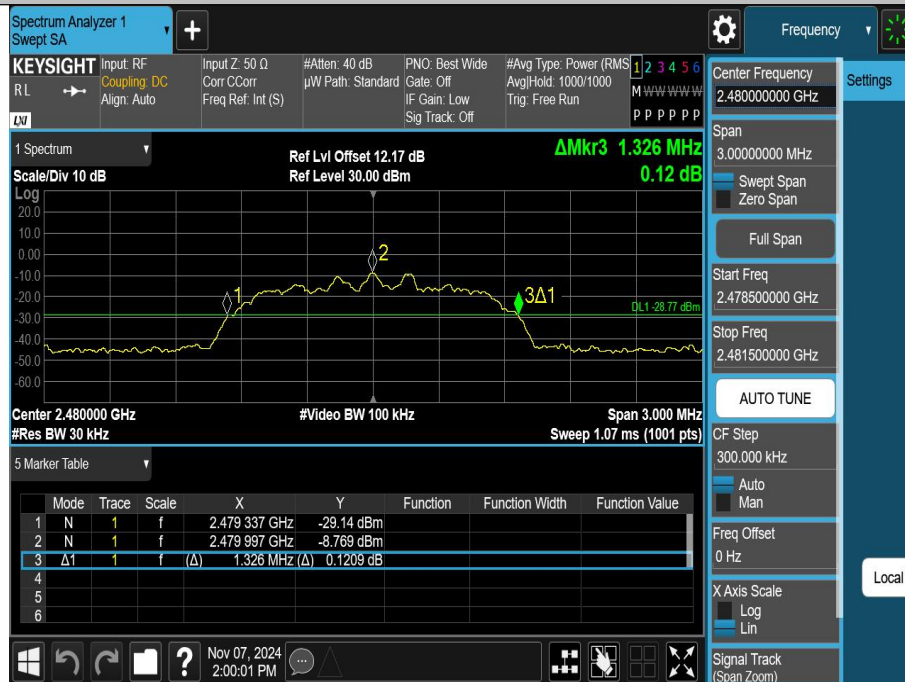 Spectrum Analyzer 1
Swept SA
Frequency
KEYSIGHT
RL
LXI
Input: RF
Coupling: DC
Align: Auto
Input Z: 50 Ω
Corr CCorr
Freq Ref: Int (S)
#Atten: 40 dB
µW Path: Standard
PNO: Best Wide
Gate: Off
IF Gain: Low
Sig Track: Off
#Avg Type: Power (RMS
Avg|Hold: 1000/1000
Trig: Free Run
1 2 3 4 5 6
M W W W W W
P P P P P P
1 Spectrum
Scale/Div 10 dB
Ref Lvl Offset 12.17 dB
Ref Level 30.00 dBm
ΔMkr3 1.326 MHz
0.12 dB
Log
20.0
10.0
0.00
-10.0
-20.0
-30.0
-40.0
-50.0
-60.0
1
2
3Δ1
DL1 -28.77 dBm
Center 2.480000 GHz
#Video BW 100 kHz
Span 3.000 MHz
#Res BW 30 kHz
Sweep 1.07 ms (1001 pts)
5 Marker Table
Mode Trace Scale X Y Function Function Width Function Value
1 N 1 f 2.479 337 GHz -29.14 dBm
2 N 1 f 2.479 997 GHz -8.769 dBm
3 Δ1 1 f (Δ) 1.326 MHz (Δ) 0.1209 dB
4
5
6
Nov 07, 2024
2:00:01 PM
Center Frequency
2.480000000 GHz
Settings
Span
3.00000000 MHz
Swept Span
Zero Span
Full Span
Start Freq
2.478500000 GHz
Stop Freq
2.481500000 GHz
AUTO TUNE
CF Step
300.000 kHz
Auto
Man
Freq Offset
0 Hz
Local
X Axis Scale
Log
Lin
Signal Track
(Span Zoom)